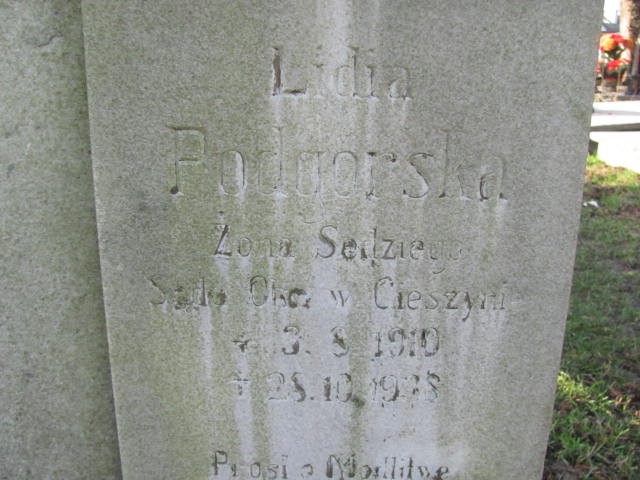 Lidia
Podgorska
Żona Sędziego
Sądu Okr. w Cieszynie
* 3. 8. 1910
† 28.10.1938
Prosi o Modlitwę